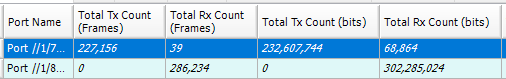 Port Name Total Tx Count (Frames) Total Rx Count (Frames) Total Tx Count (bits) Total Rx Count (bits)
Port //1/7... 227,156 39 232,607,744 68,864
Port //1/8... 0 286,234 0 302,285,024